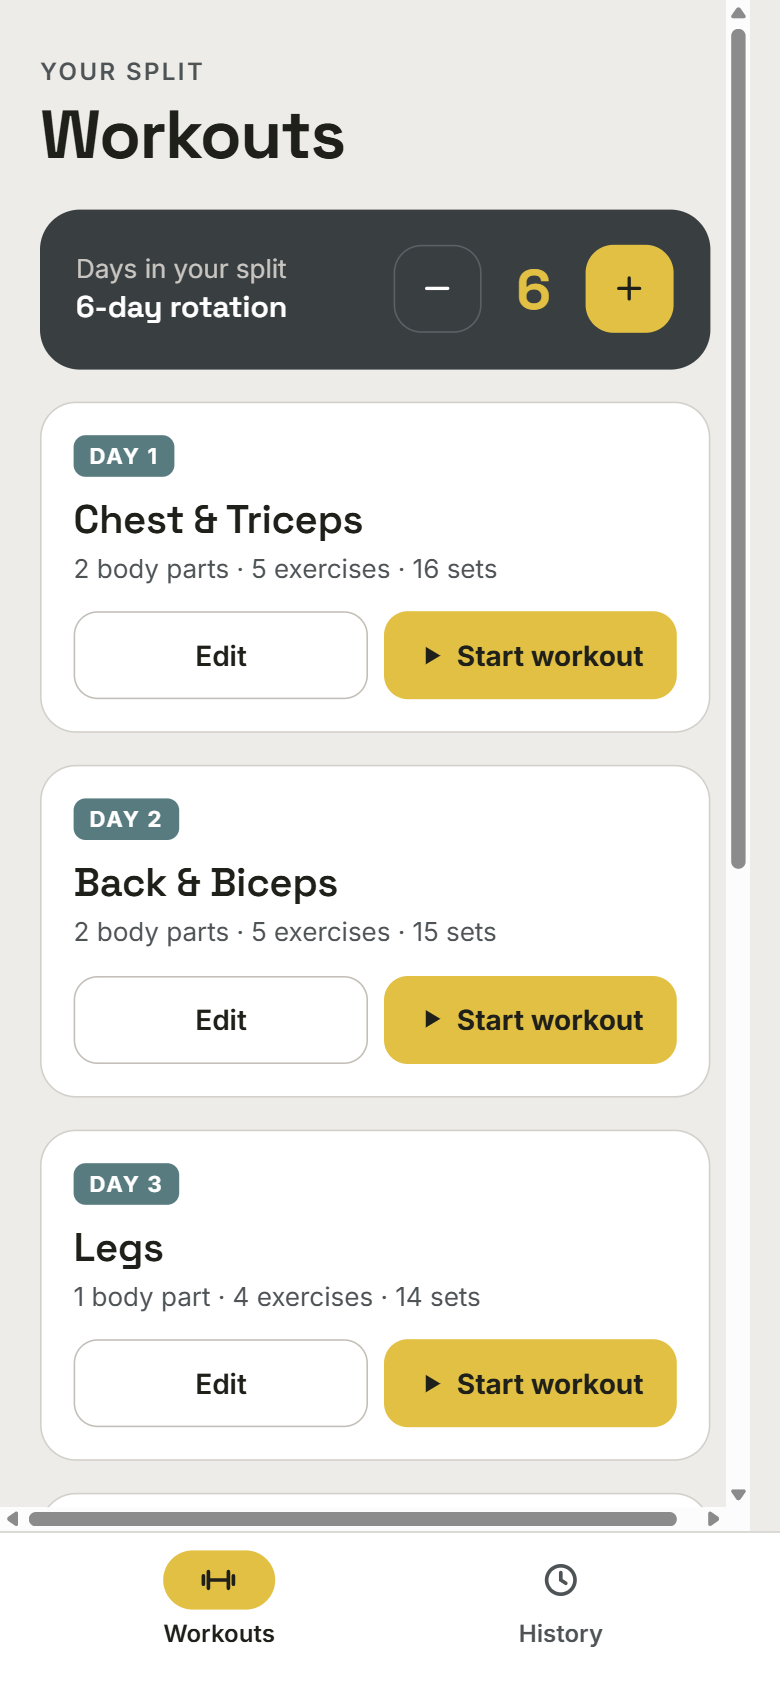 YOUR SPLIT
Workouts
Days in your split
6-day rotation
6
DAY 1
Chest & Triceps
2 body parts · 5 exercises · 16 sets
Edit
Start workout
DAY 2
Back & Biceps
2 body parts · 5 exercises · 15 sets
Edit
Start workout
DAY 3
Legs
1 body part · 4 exercises · 14 sets
Edit
Start workout
Workouts
History